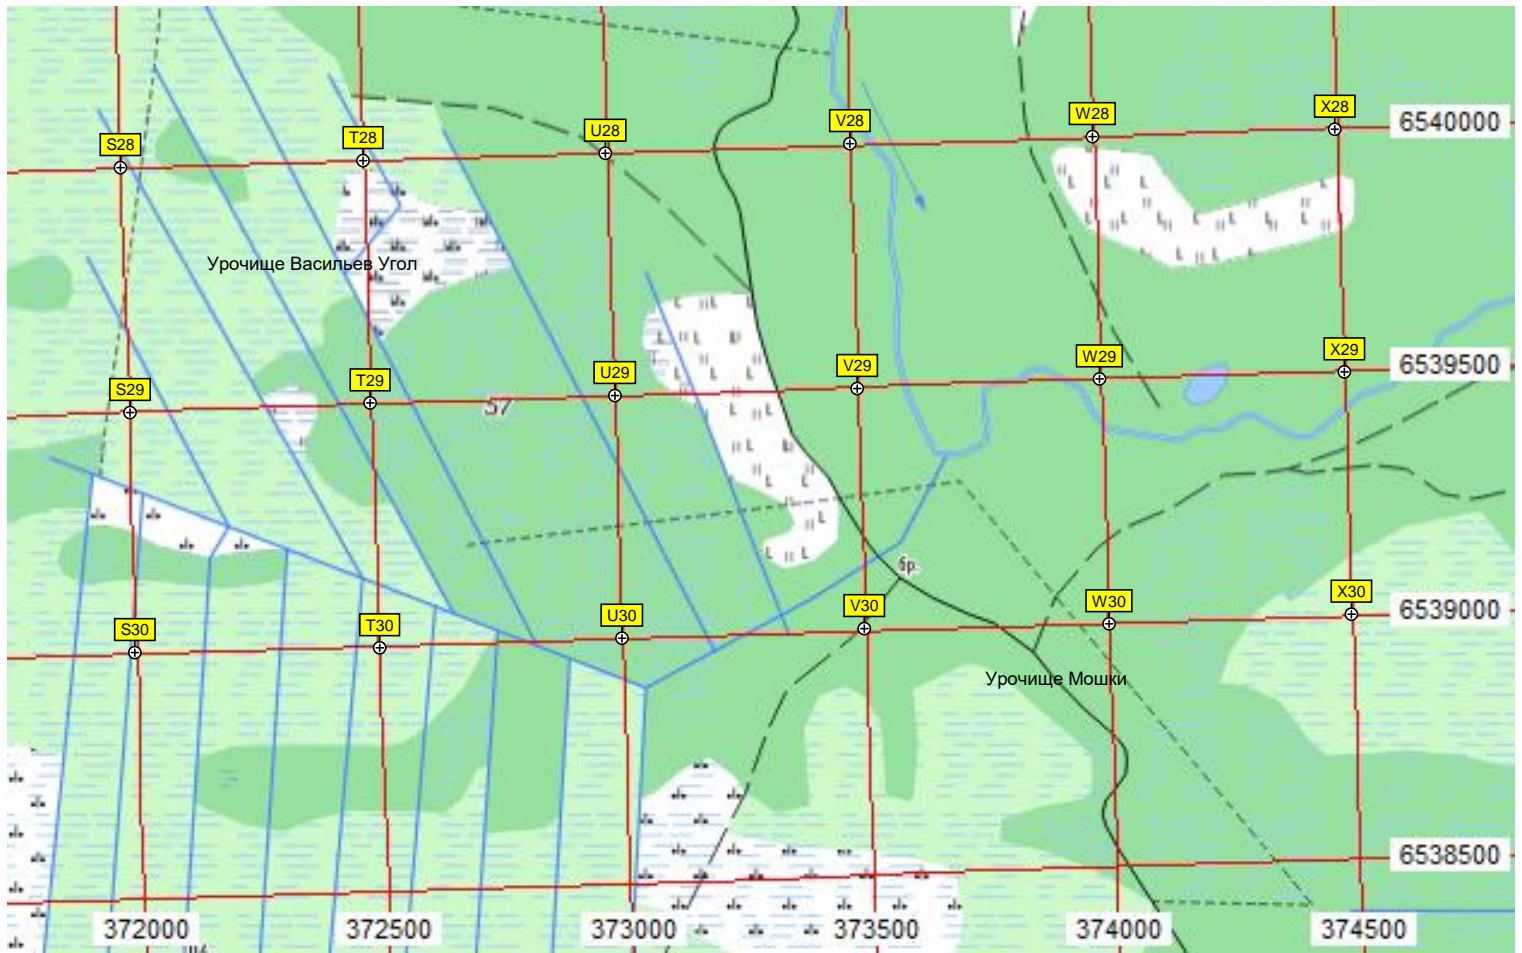 S28 T28 U28 V28 W28 X28 6540000
Урочище Васильев Угол
S29 T29 U29 V29 W29 X29 6539500
57
бр.
S30 T30 U30 V30 W30 X30 6539000
Урочище Мошки
6538500
372000 372500 373000 373500 374000 374500